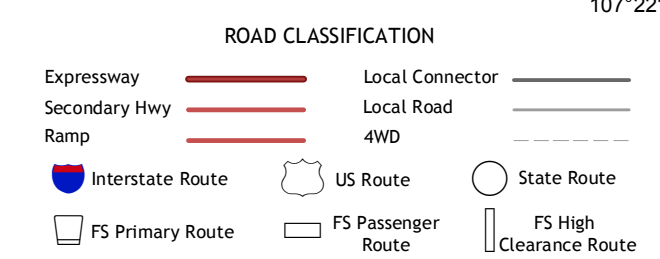 107°22'
ROAD CLASSIFICATION
Expressway
Local Connector
Secondary Hwy
Local Road
Ramp
4WD
Interstate Route
US Route
State Route
FS Primary Route
FS Passenger
Route
FS High
Clearance Route